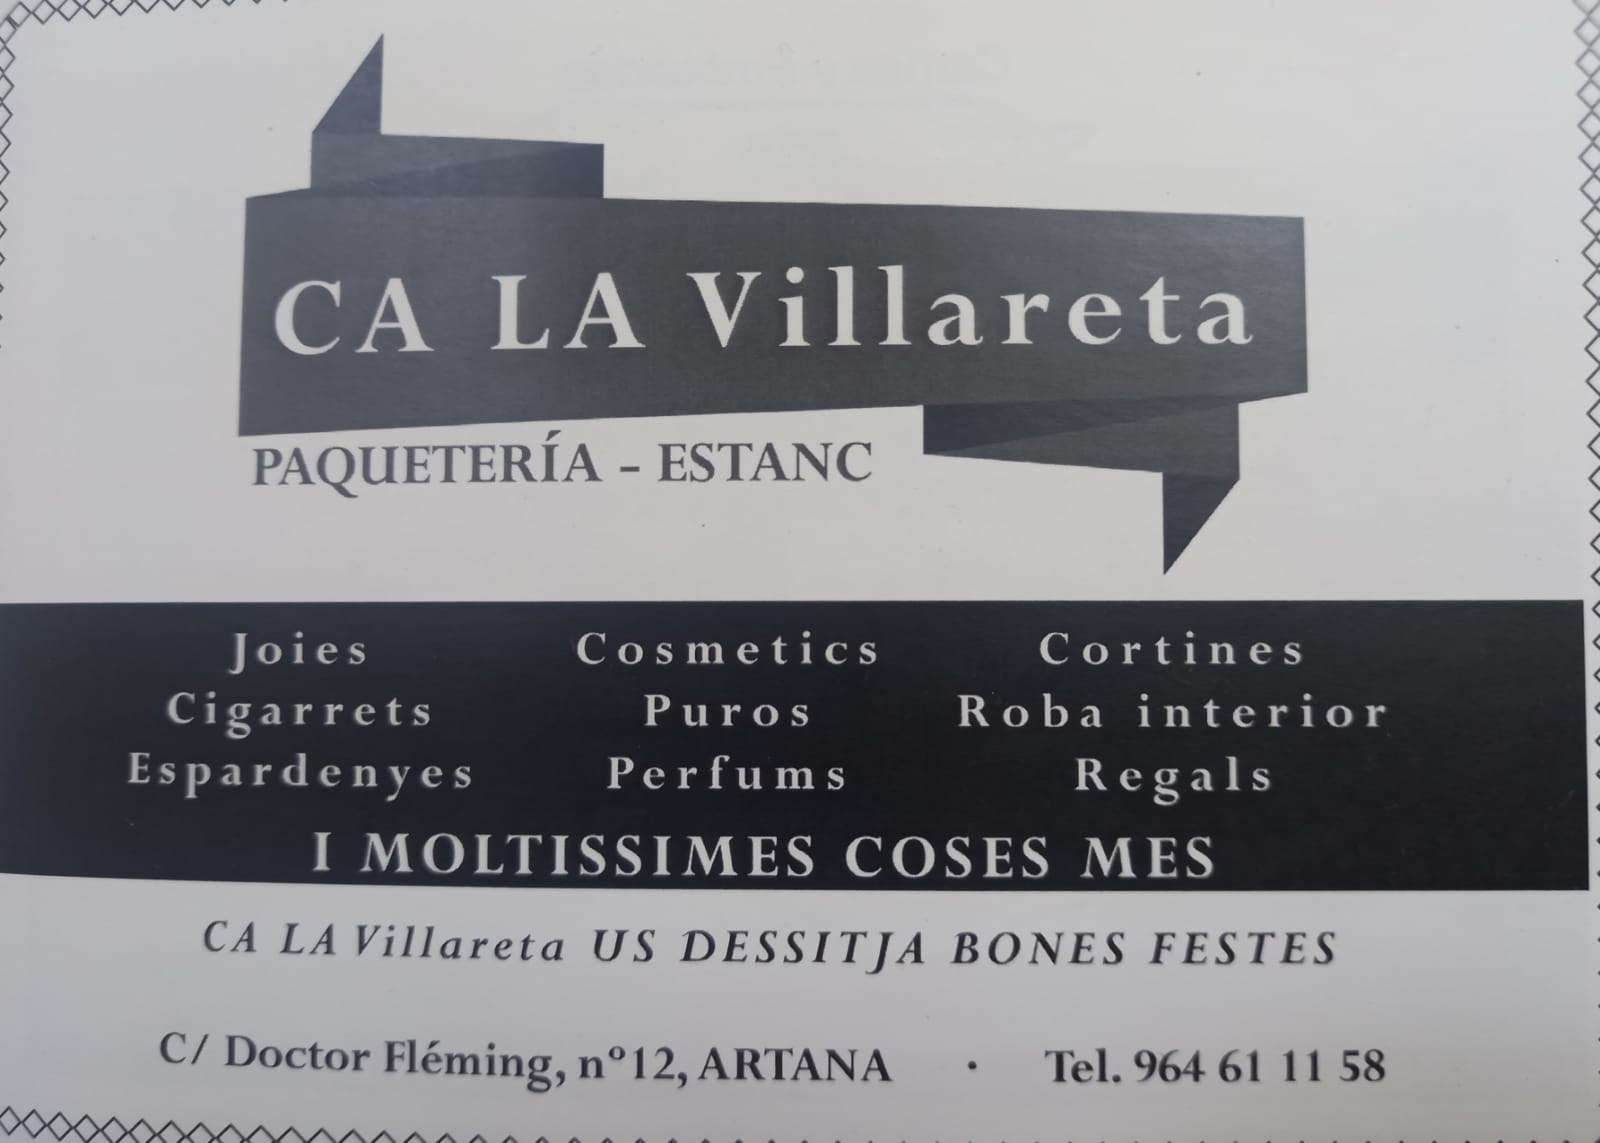 CA LA Villareta
PAQUETERÍA - ESTANC
Joies Cosmetics Cortines
Cigarrets Puros Roba interior
Espardenyes Perfums Regals
I MOLTISSIMES COSES MES
CA LA Villareta US DESSITJA BONES FESTES
C/ Doctor Fléming, nº12, ARTANA · Tel. 964 61 11 58